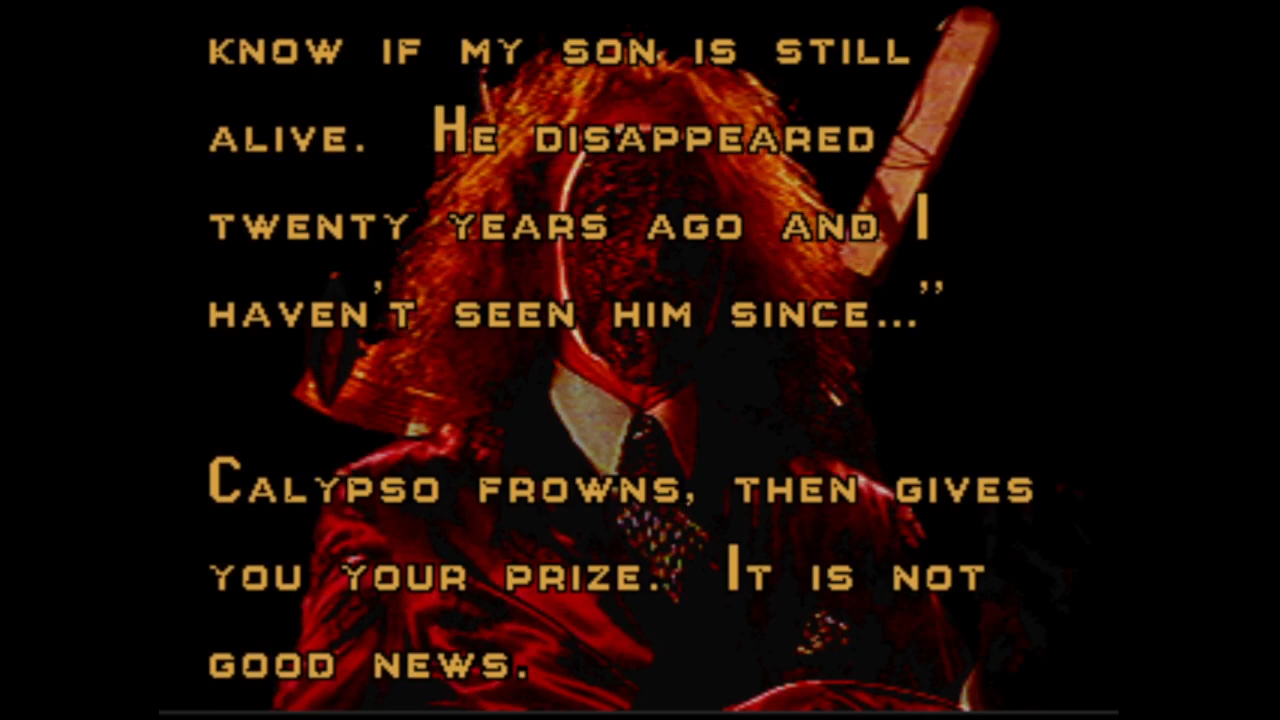 KNOW IF MY SON IS STILL
ALIVE. HE DISAPPEARED
TWENTY YEARS AGO AND I
HAVEN'T SEEN HIM SINCE..."
CALYPSO FROWNS, THEN GIVES
YOU YOUR PRIZE. IT IS NOT
GOOD NEWS.